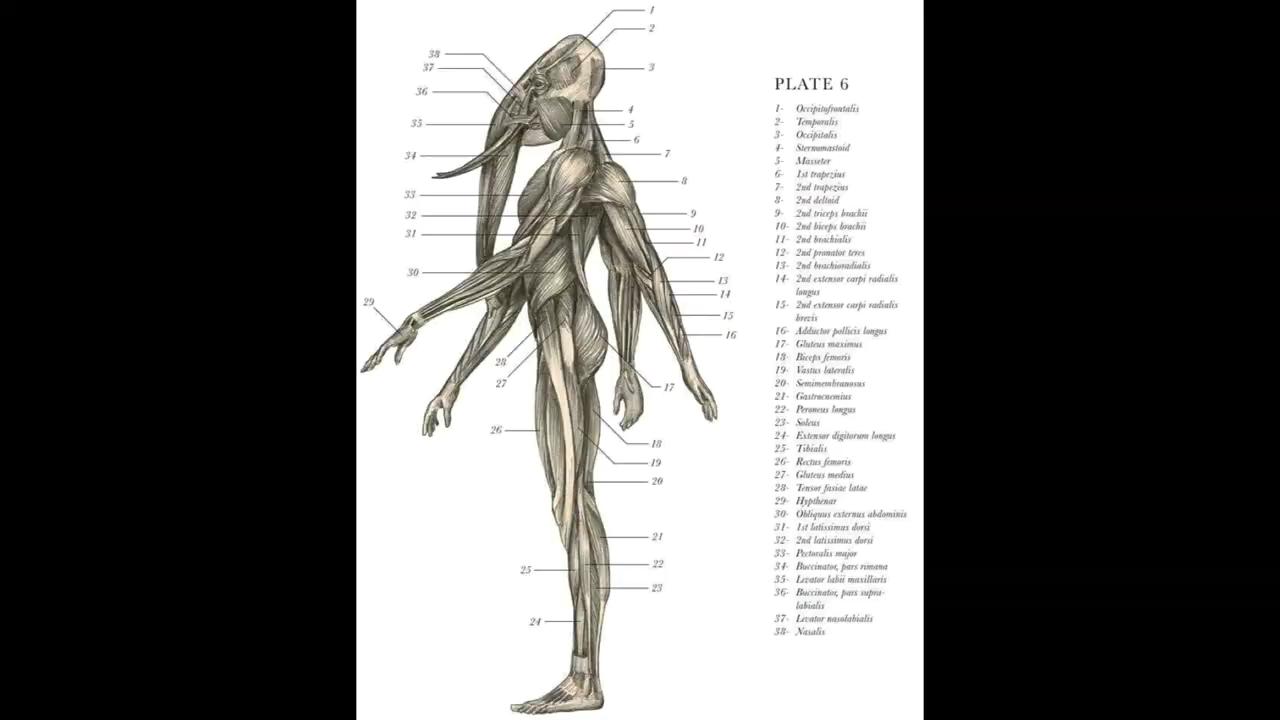 PLATE 6
1- Occipitofrontalis
2- Temporalis
3- Occipitalis
4- Sternomastoid
5- Masseter
6- 1st trapezius
7- 2nd trapezius
8- 2nd deltoid
9- 2nd triceps brachii
10- 2nd biceps brachii
11- 2nd brachialis
12- 2nd pronator teres
13- 2nd brachioradialis
14- 2nd extensor carpi radialis
longus
15- 2nd extensor carpi radialis
brevis
16- Adductor pollicis longus
17- Gluteus maximus
18- Biceps femoris
19- Vastus lateralis
20- Semimembranosus
21- Gastrocnemius
22- Peroneus longus
23- Soleus
24- Extensor digitorum longus
25- Tibialis
26- Rectus femoris
27- Gluteus medius
28- Tensor fasiae latae
29- Hypthenar
30- Obliquus externus abdominis
31- 1st latissimus dorsi
32- 2nd latissimus dorsi
33- Pectoralis major
34- Buccinator, pars rimana
35- Levator labii maxillaris
36- Buccinator, pars supra-
labialis
37- Levator nasolabialis
38- Nasalis
1
2
3
4
5
6
7
8
9
10
11
12
13
14
15
16
17
18
19
20
21
22
23
24
25
26
27
28
29
30
31
32
33
34
35
36
37
38